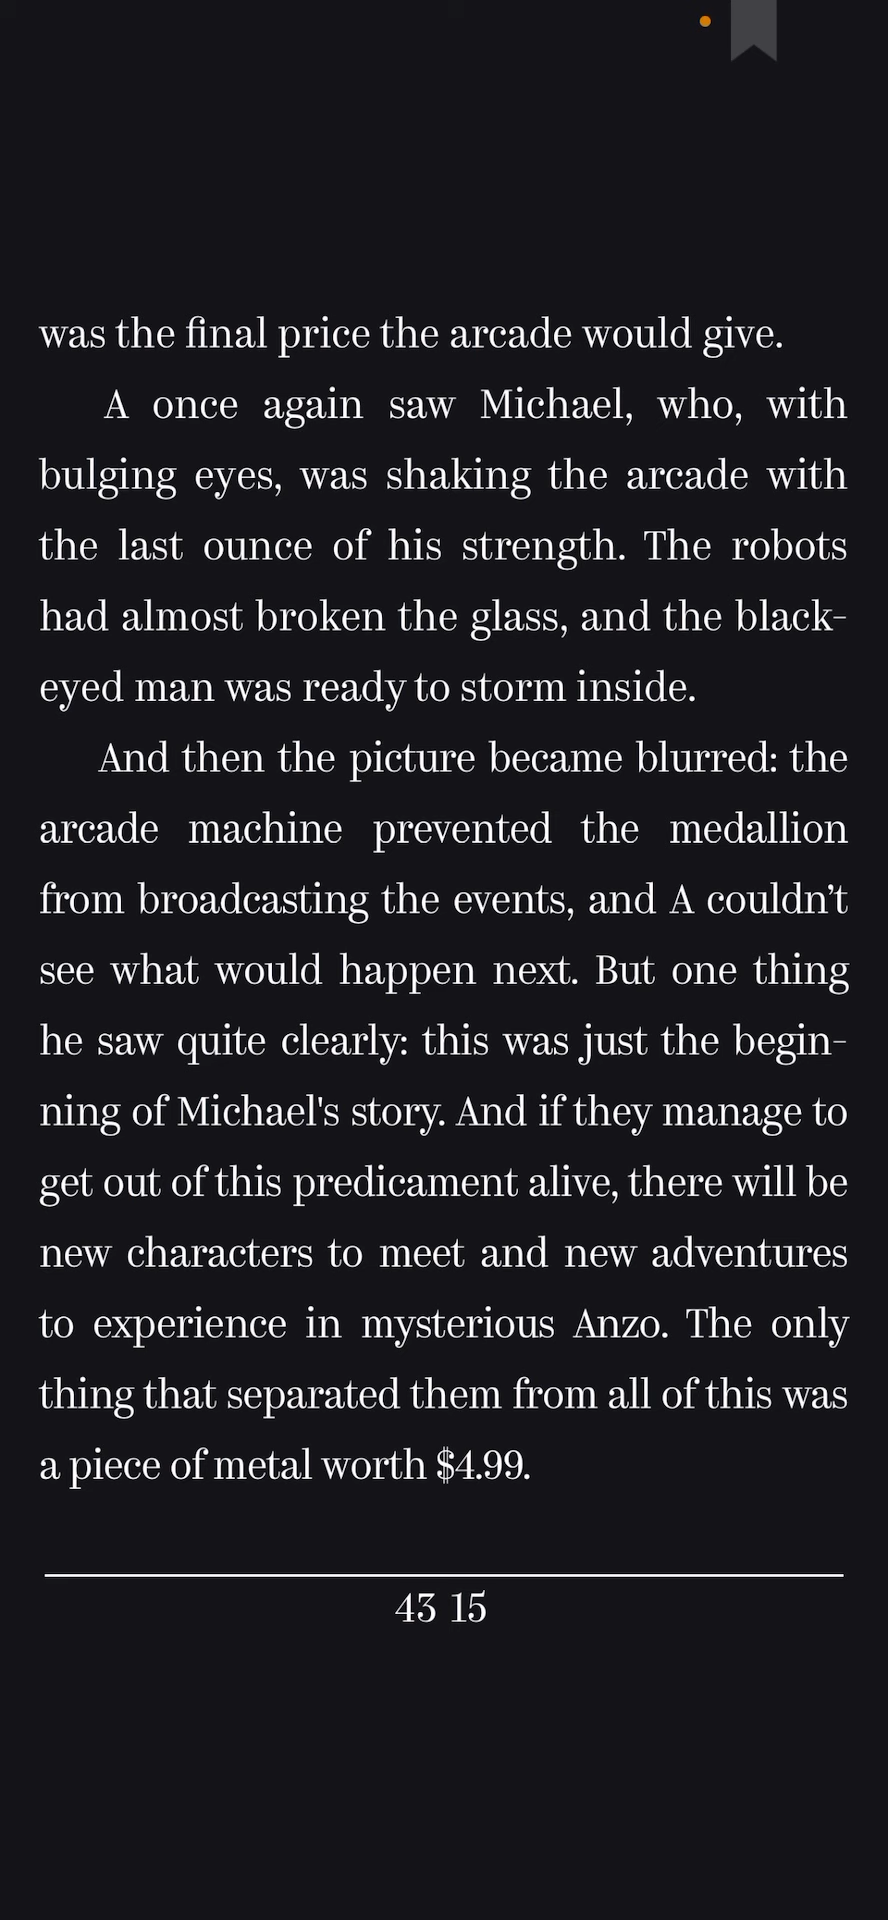 was the final price the arcade would give.
A once again saw Michael, who, with
bulging eyes, was shaking the arcade with
the last ounce of his strength. The robots
had almost broken the glass, and the black-
eyed man was ready to storm inside.
And then the picture became blurred: the
arcade machine prevented the medallion
from broadcasting the events, and A couldn’t
see what would happen next. But one thing
he saw quite clearly: this was just the begin-
ning of Michael's story. And if they manage to
get out of this predicament alive, there will be
new characters to meet and new adventures
to experience in mysterious Anzo. The only
thing that separated them from all of this was
a piece of metal worth $4.99.
43 15